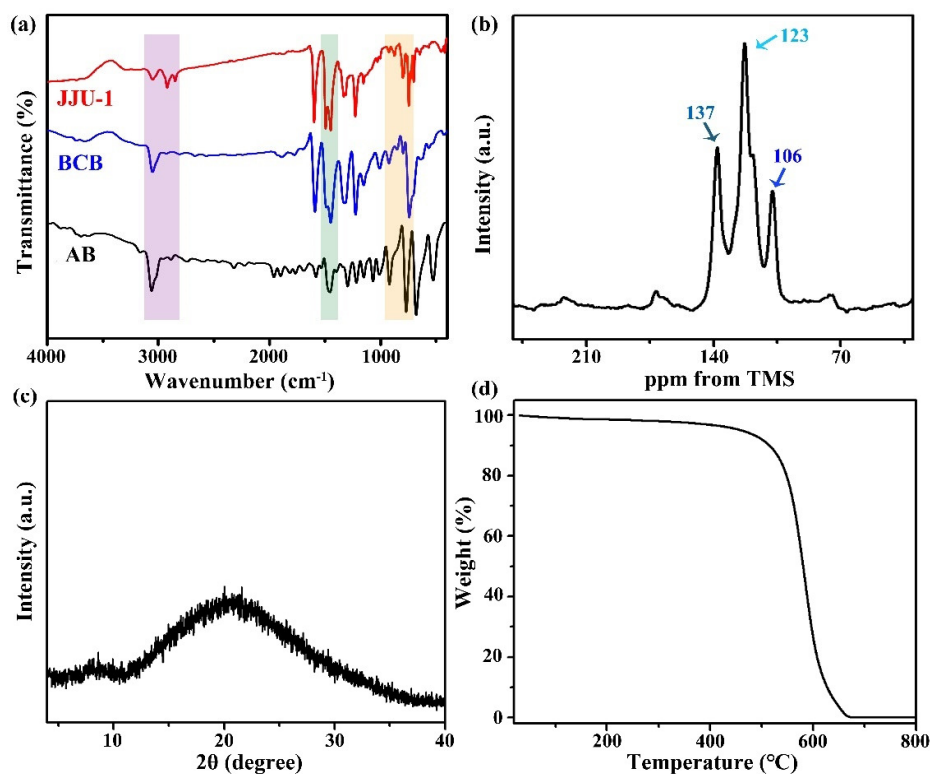 (a)
JJU-1
BCB
AB
Transmittance (%)
4000 3000 2000 1000
Wavenumber (cm⁻¹)
(b)
123
137
106
Intensity (a.u.)
210 140 70
ppm from TMS
(c)
Intensity (a.u.)
10 20 30 40
2θ (degree)
(d)
100
80
60
40
20
0
Weight (%)
200 400 600 800
Temperature (℃)